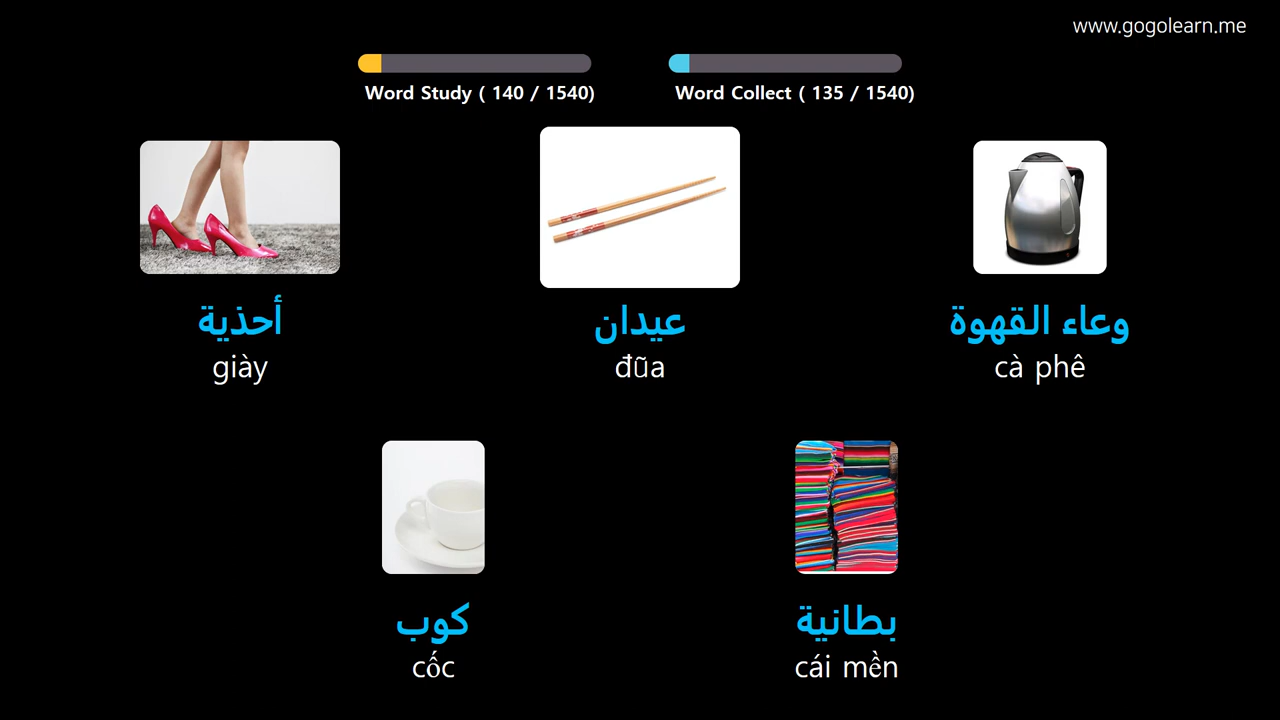 www.gogolearn.me
Word Study ( 140 / 1540)
Word Collect ( 135 / 1540)
أحذية
giày
عيدان
đũa
وعاء القهوة
cà phê
كوب
cốc
بطانية
cái mền